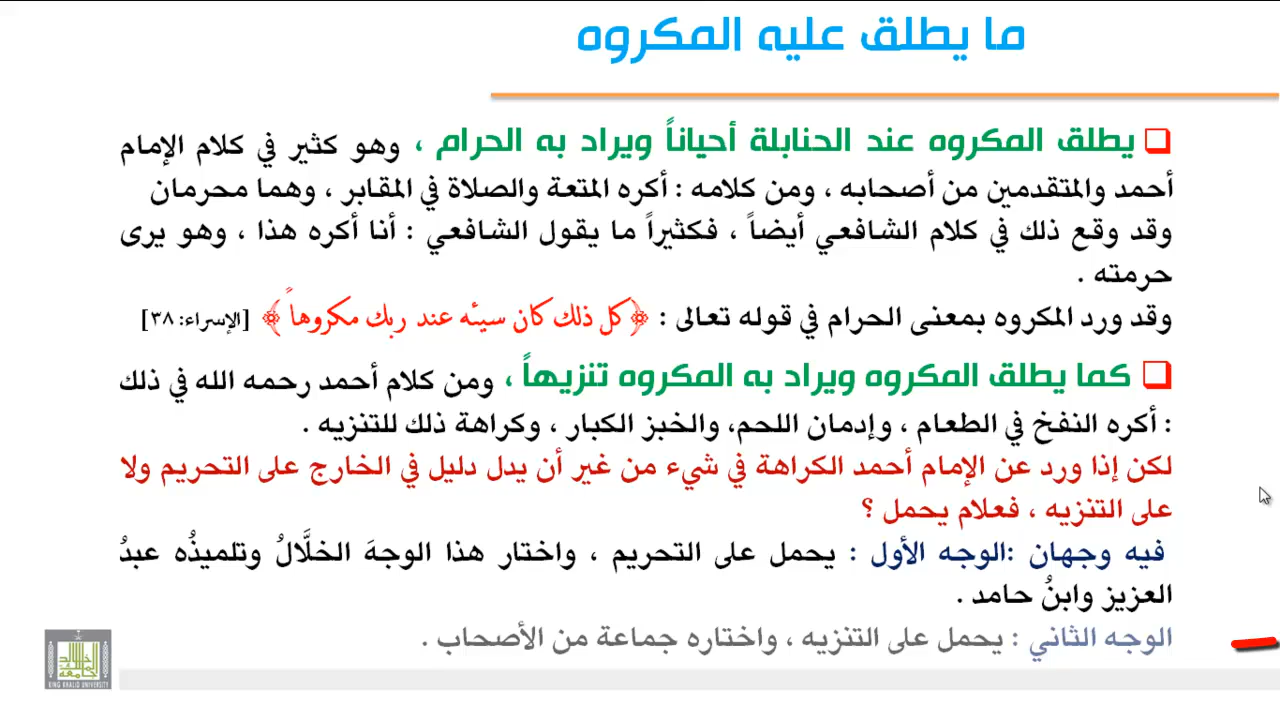 ما يطلق عليه المكروه
يطلق المكروه عند الحنابلة أحياناً ويراد به الحرام ، وهو كثير في كلام الإمام
أحمد والمتقدمين من أصحابه ، ومن كلامه : أكره المتعة والصلاة في المقابر ، وهما محرمان
وقد وقع ذلك في كلام الشافعي أيضاً ، فكثيراً ما يقول الشافعي : أنا أكره هذا ، وهو يرى
حرمته .
وقد ورد المكروه بمعنى الحرام في قوله تعالى : ﴿كل ذلك كان سيئه عند ربك مكروهاً ﴾ [الإسراء: ٣٨]
كما يطلق المكروه ويراد به المكروه تنزيهاً ، ومن كلام أحمد رحمه الله في ذلك
: أكره النفخ في الطعام ، وإدمان اللحم، والخبز الكبار ، وكراهة ذلك للتنزيه .
لكن إذا ورد عن الإمام أحمد الكراهة في شيء من غير أن يدل دليل في الخارج على التحريم ولا
على التنزيه ، فعلام يحمل ؟
فيه وجهان :الوجه الأول : يحمل على التحريم ، واختار هذا الوجهَ الخلَّالُ وتلميذُه عبدُ
العزيز وابنُ حامد .
الوجه الثاني : يحمل على التنزيه ، واختاره جماعة من الأصحاب .
جامعة الملك خالد
KING KHALID UNIVERSITY